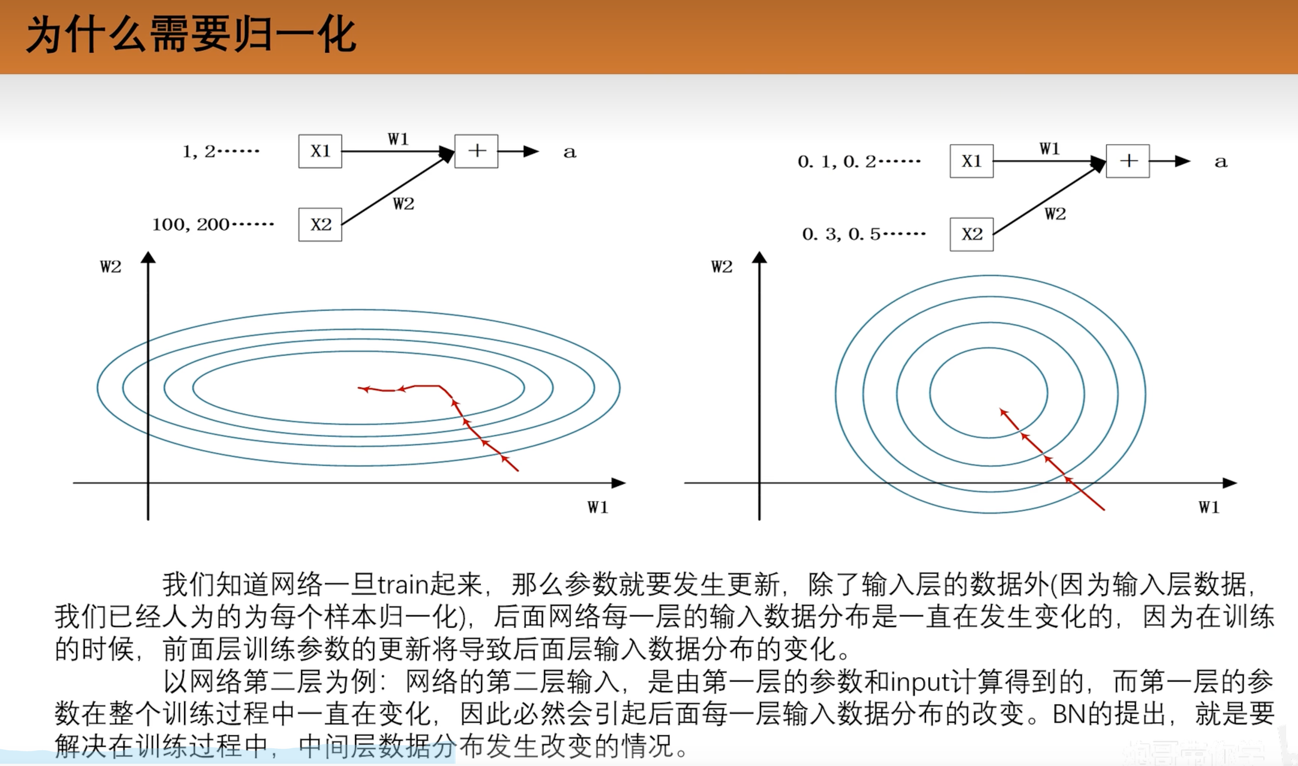 为什么需要归一化
1, 2······
X1
W1
+
a
W2
100, 200······
X2
0. 1, 0. 2······
X1
W1
+
a
W2
0. 3, 0. 5······
X2
W2
W1
W2
W1
我们知道网络一旦train起来，那么参数就要发生更新，除了输入层的数据外(因为输入层数据，
我们已经人为的为每个样本归一化)，后面网络每一层的输入数据分布是一直在发生变化的，因为在训练
的时候，前面层训练参数的更新将导致后面层输入数据分布的变化。
以网络第二层为例：网络的第二层输入，是由第一层的参数和input计算得到的，而第一层的参
数在整个训练过程中一直在变化，因此必然会引起后面每一层输入数据分布的改变。BN的提出，就是要
解决在训练过程中，中间层数据分布发生改变的情况。